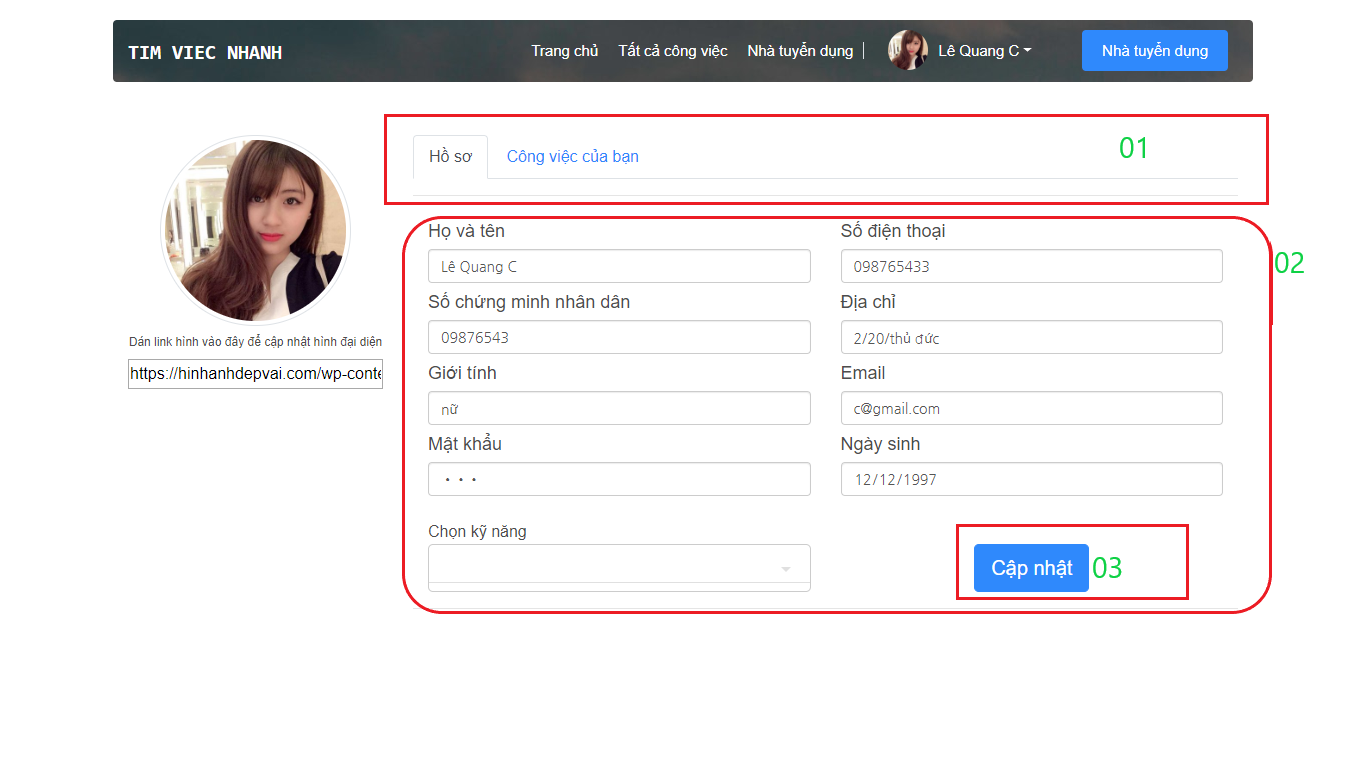 TIM VIEC NHANH
Trang chủ Tất cả công việc Nhà tuyển dụng | Lê Quang C Nhà tuyển dụng
Hồ sơ Công việc của bạn 01
Họ và tên Số điện thoại
Lê Quang C 098765433 02
Số chứng minh nhân dân Địa chỉ
09876543 2/20/thủ đức
Dán link hình vào đây để cập nhật hình đại diện
https://hinhanhdepvai.com/wp-conte
Giới tính Email
nữ c@gmail.com
Mật khẩu Ngày sinh
• • • 12/12/1997
Chọn kỹ năng
Cập nhật 03